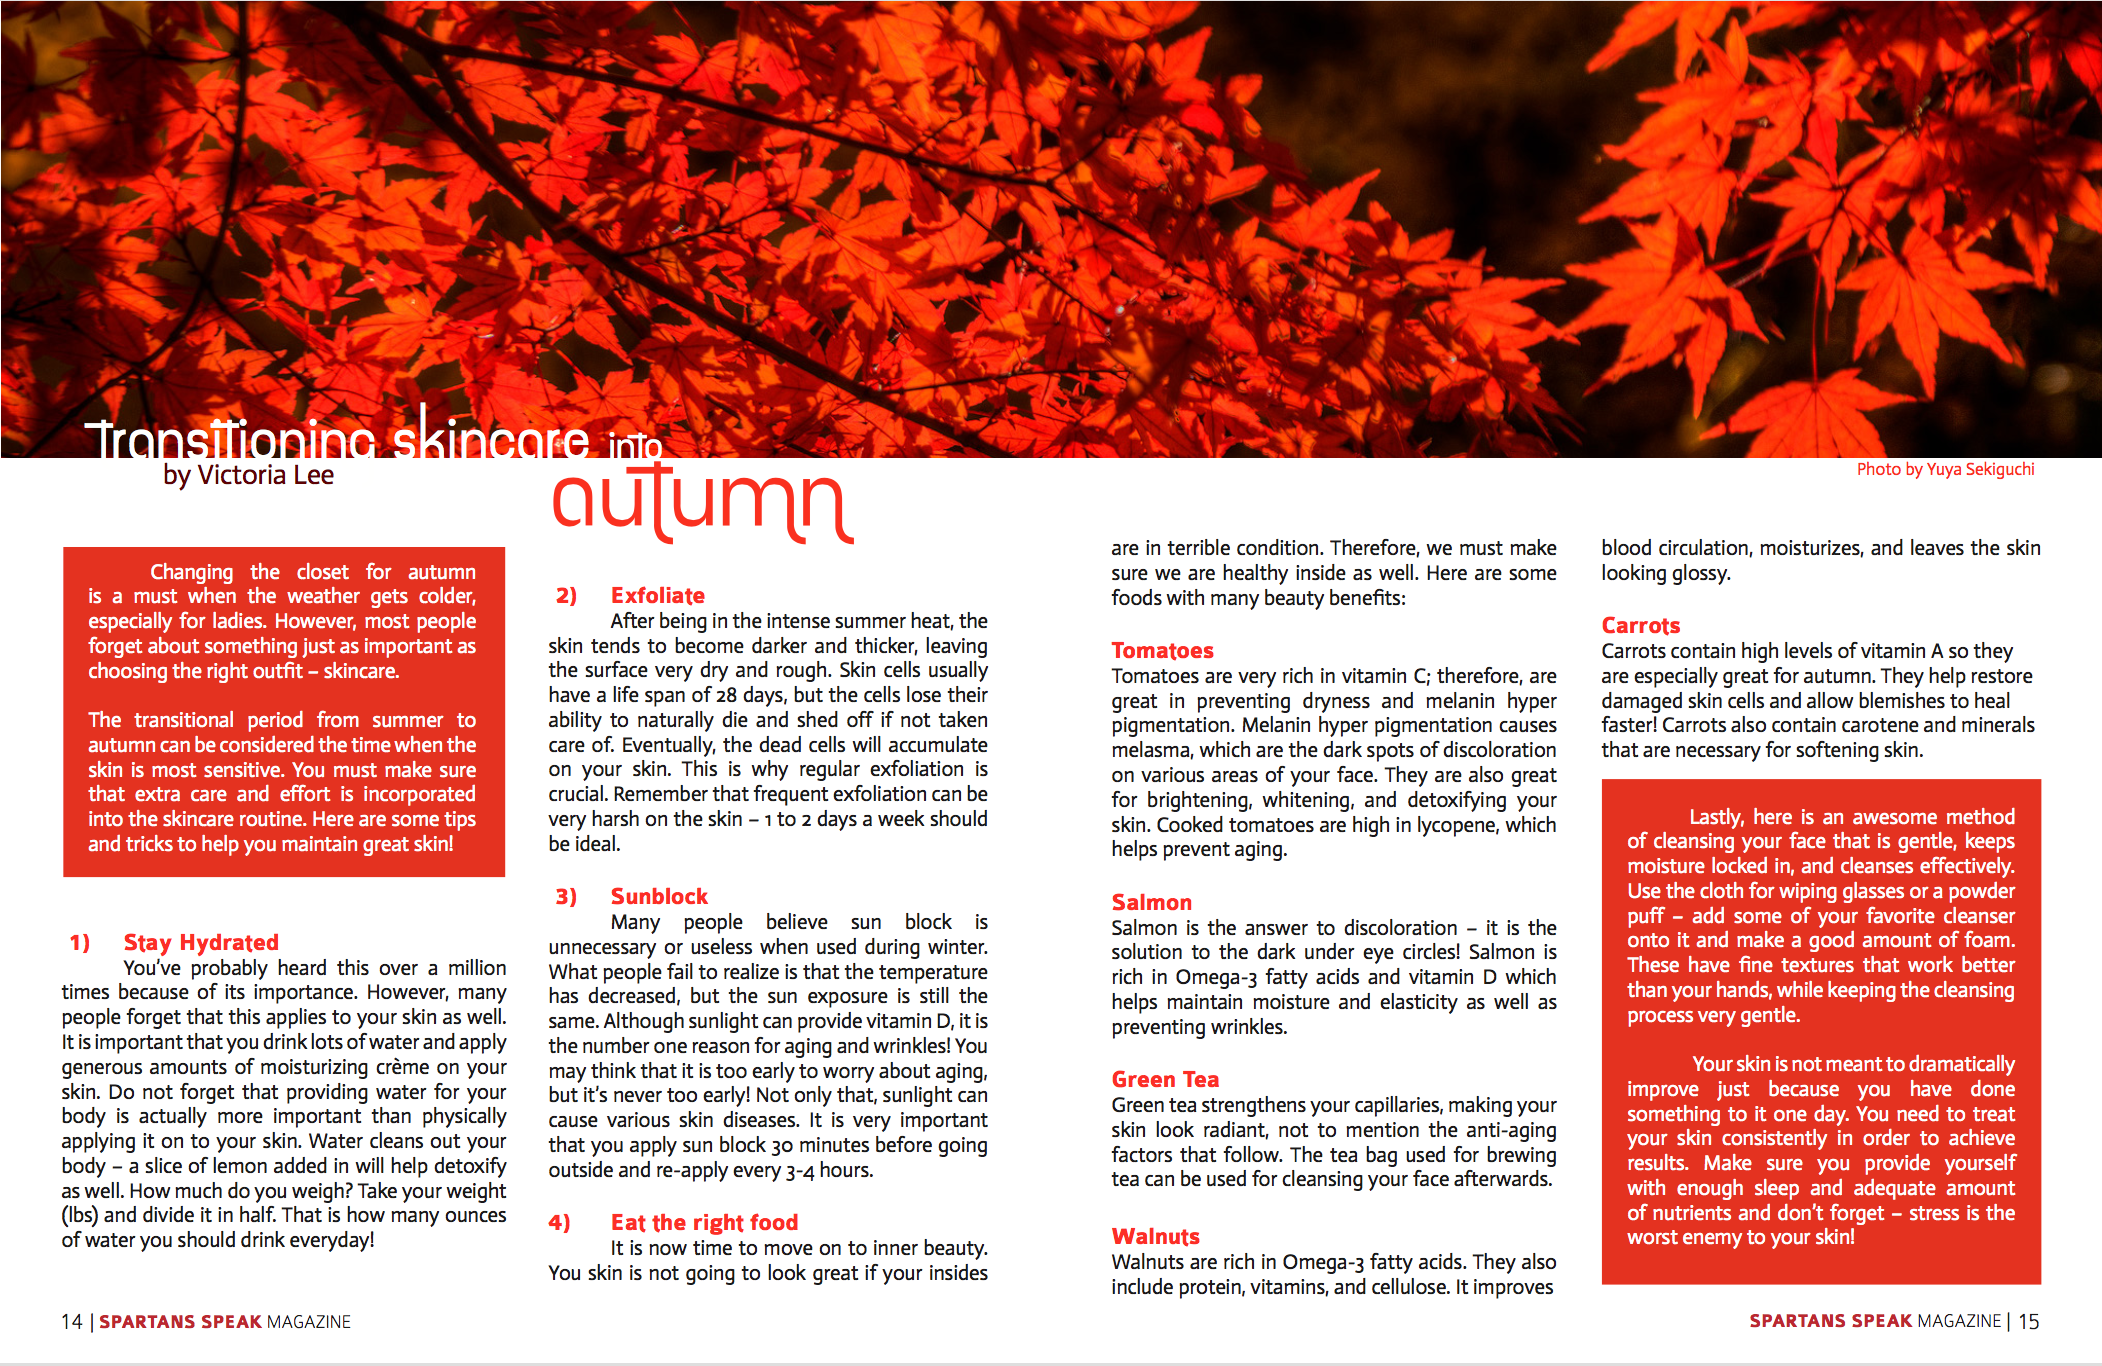 Transitioning skincare into
by Victoria Lee
autumn
Photo by Yuya Sekiguchi
Changing the closet for autumn
is a must when the weather gets colder,
especially for ladies. However, most people
forget about something just as important as
choosing the right outfit – skincare.
The transitional period from summer to
autumn can be considered the time when the
skin is most sensitive. You must make sure
that extra care and effort is incorporated
into the skincare routine. Here are some tips
and tricks to help you maintain great skin!
1) Stay Hydrated
You've probably heard this over a million
times because of its importance. However, many
people forget that this applies to your skin as well.
It is important that you drink lots of water and apply
generous amounts of moisturizing crème on your
skin. Do not forget that providing water for your
body is actually more important than physically
applying it on to your skin. Water cleans out your
body – a slice of lemon added in will help detoxify
as well. How much do you weigh? Take your weight
(lbs) and divide it in half. That is how many ounces
of water you should drink everyday!
2) Exfoliate
After being in the intense summer heat, the
skin tends to become darker and thicker, leaving
the surface very dry and rough. Skin cells usually
have a life span of 28 days, but the cells lose their
ability to naturally die and shed off if not taken
care of. Eventually, the dead cells will accumulate
on your skin. This is why regular exfoliation is
crucial. Remember that frequent exfoliation can be
very harsh on the skin – 1 to 2 days a week should
be ideal.
3) Sunblock
Many people believe sun block is
unnecessary or useless when used during winter.
What people fail to realize is that the temperature
has decreased, but the sun exposure is still the
same. Although sunlight can provide vitamin D, it is
the number one reason for aging and wrinkles! You
may think that it is too early to worry about aging,
but it's never too early! Not only that, sunlight can
cause various skin diseases. It is very important
that you apply sun block 30 minutes before going
outside and re-apply every 3-4 hours.
4) Eat the right food
It is now time to move on to inner beauty.
You skin is not going to look great if your insides
are in terrible condition. Therefore, we must make
sure we are healthy inside as well. Here are some
foods with many beauty benefits:
Tomatoes
Tomatoes are very rich in vitamin C; therefore, are
great in preventing dryness and melanin hyper
pigmentation. Melanin hyper pigmentation causes
melasma, which are the dark spots of discoloration
on various areas of your face. They are also great
for brightening, whitening, and detoxifying your
skin. Cooked tomatoes are high in lycopene, which
helps prevent aging.
Salmon
Salmon is the answer to discoloration – it is the
solution to the dark under eye circles! Salmon is
rich in Omega-3 fatty acids and vitamin D which
helps maintain moisture and elasticity as well as
preventing wrinkles.
Green Tea
Green tea strengthens your capillaries, making your
skin look radiant, not to mention the anti-aging
factors that follow. The tea bag used for brewing
tea can be used for cleansing your face afterwards.
Walnuts
Walnuts are rich in Omega-3 fatty acids. They also
include protein, vitamins, and cellulose. It improves
blood circulation, moisturizes, and leaves the skin
looking glossy.
Carrots
Carrots contain high levels of vitamin A so they
are especially great for autumn. They help restore
damaged skin cells and allow blemishes to heal
faster! Carrots also contain carotene and minerals
that are necessary for softening skin.
Lastly, here is an awesome method
of cleansing your face that is gentle, keeps
moisture locked in, and cleanses effectively.
Use the cloth for wiping glasses or a powder
puff – add some of your favorite cleanser
onto it and make a good amount of foam.
These have fine textures that work better
than your hands, while keeping the cleansing
process very gentle.
Your skin is not meant to dramatically
improve just because you have done
something to it one day. You need to treat
your skin consistently in order to achieve
results. Make sure you provide yourself
with enough sleep and adequate amount
of nutrients and don't forget – stress is the
worst enemy to your skin!
14 | SPARTANS SPEAK MAGAZINE
SPARTANS SPEAK MAGAZINE | 15